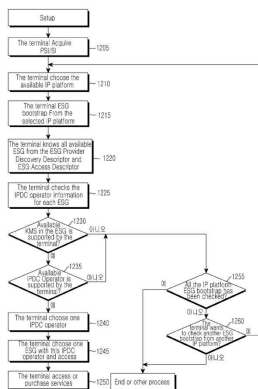 Setup
The terminal Acquire
PSI/SI
1205
The terminal choose the
available IP platform
1210
The terminal ESG
bootstrap From the
selected IP platform
1215
The terminal knows all available
ESG from the ESG Provider
Discovery Descriptor and
ESG Access Descriptor
1220
The terminal checks the
IPDC operator information
for each ESG
1225
1230
Available
KMS in the ESG is
supported by the
terminal?
아니오
예
1235
Available
IPDC Operator is
supported by the
terminal?
아니오
예
1255
All the IP platform
ESG bootstrap has
been checked?
예
아니오
1260
The
terminal wants
to check another ESG
bootstrap from another
IP platform?
예
아니오
The terminal choose one
IPDC operator
1240
The terminal choose one
ESG with this IPDC
operator and access
1245
The terminal access or
purchase services
1250
End or other process